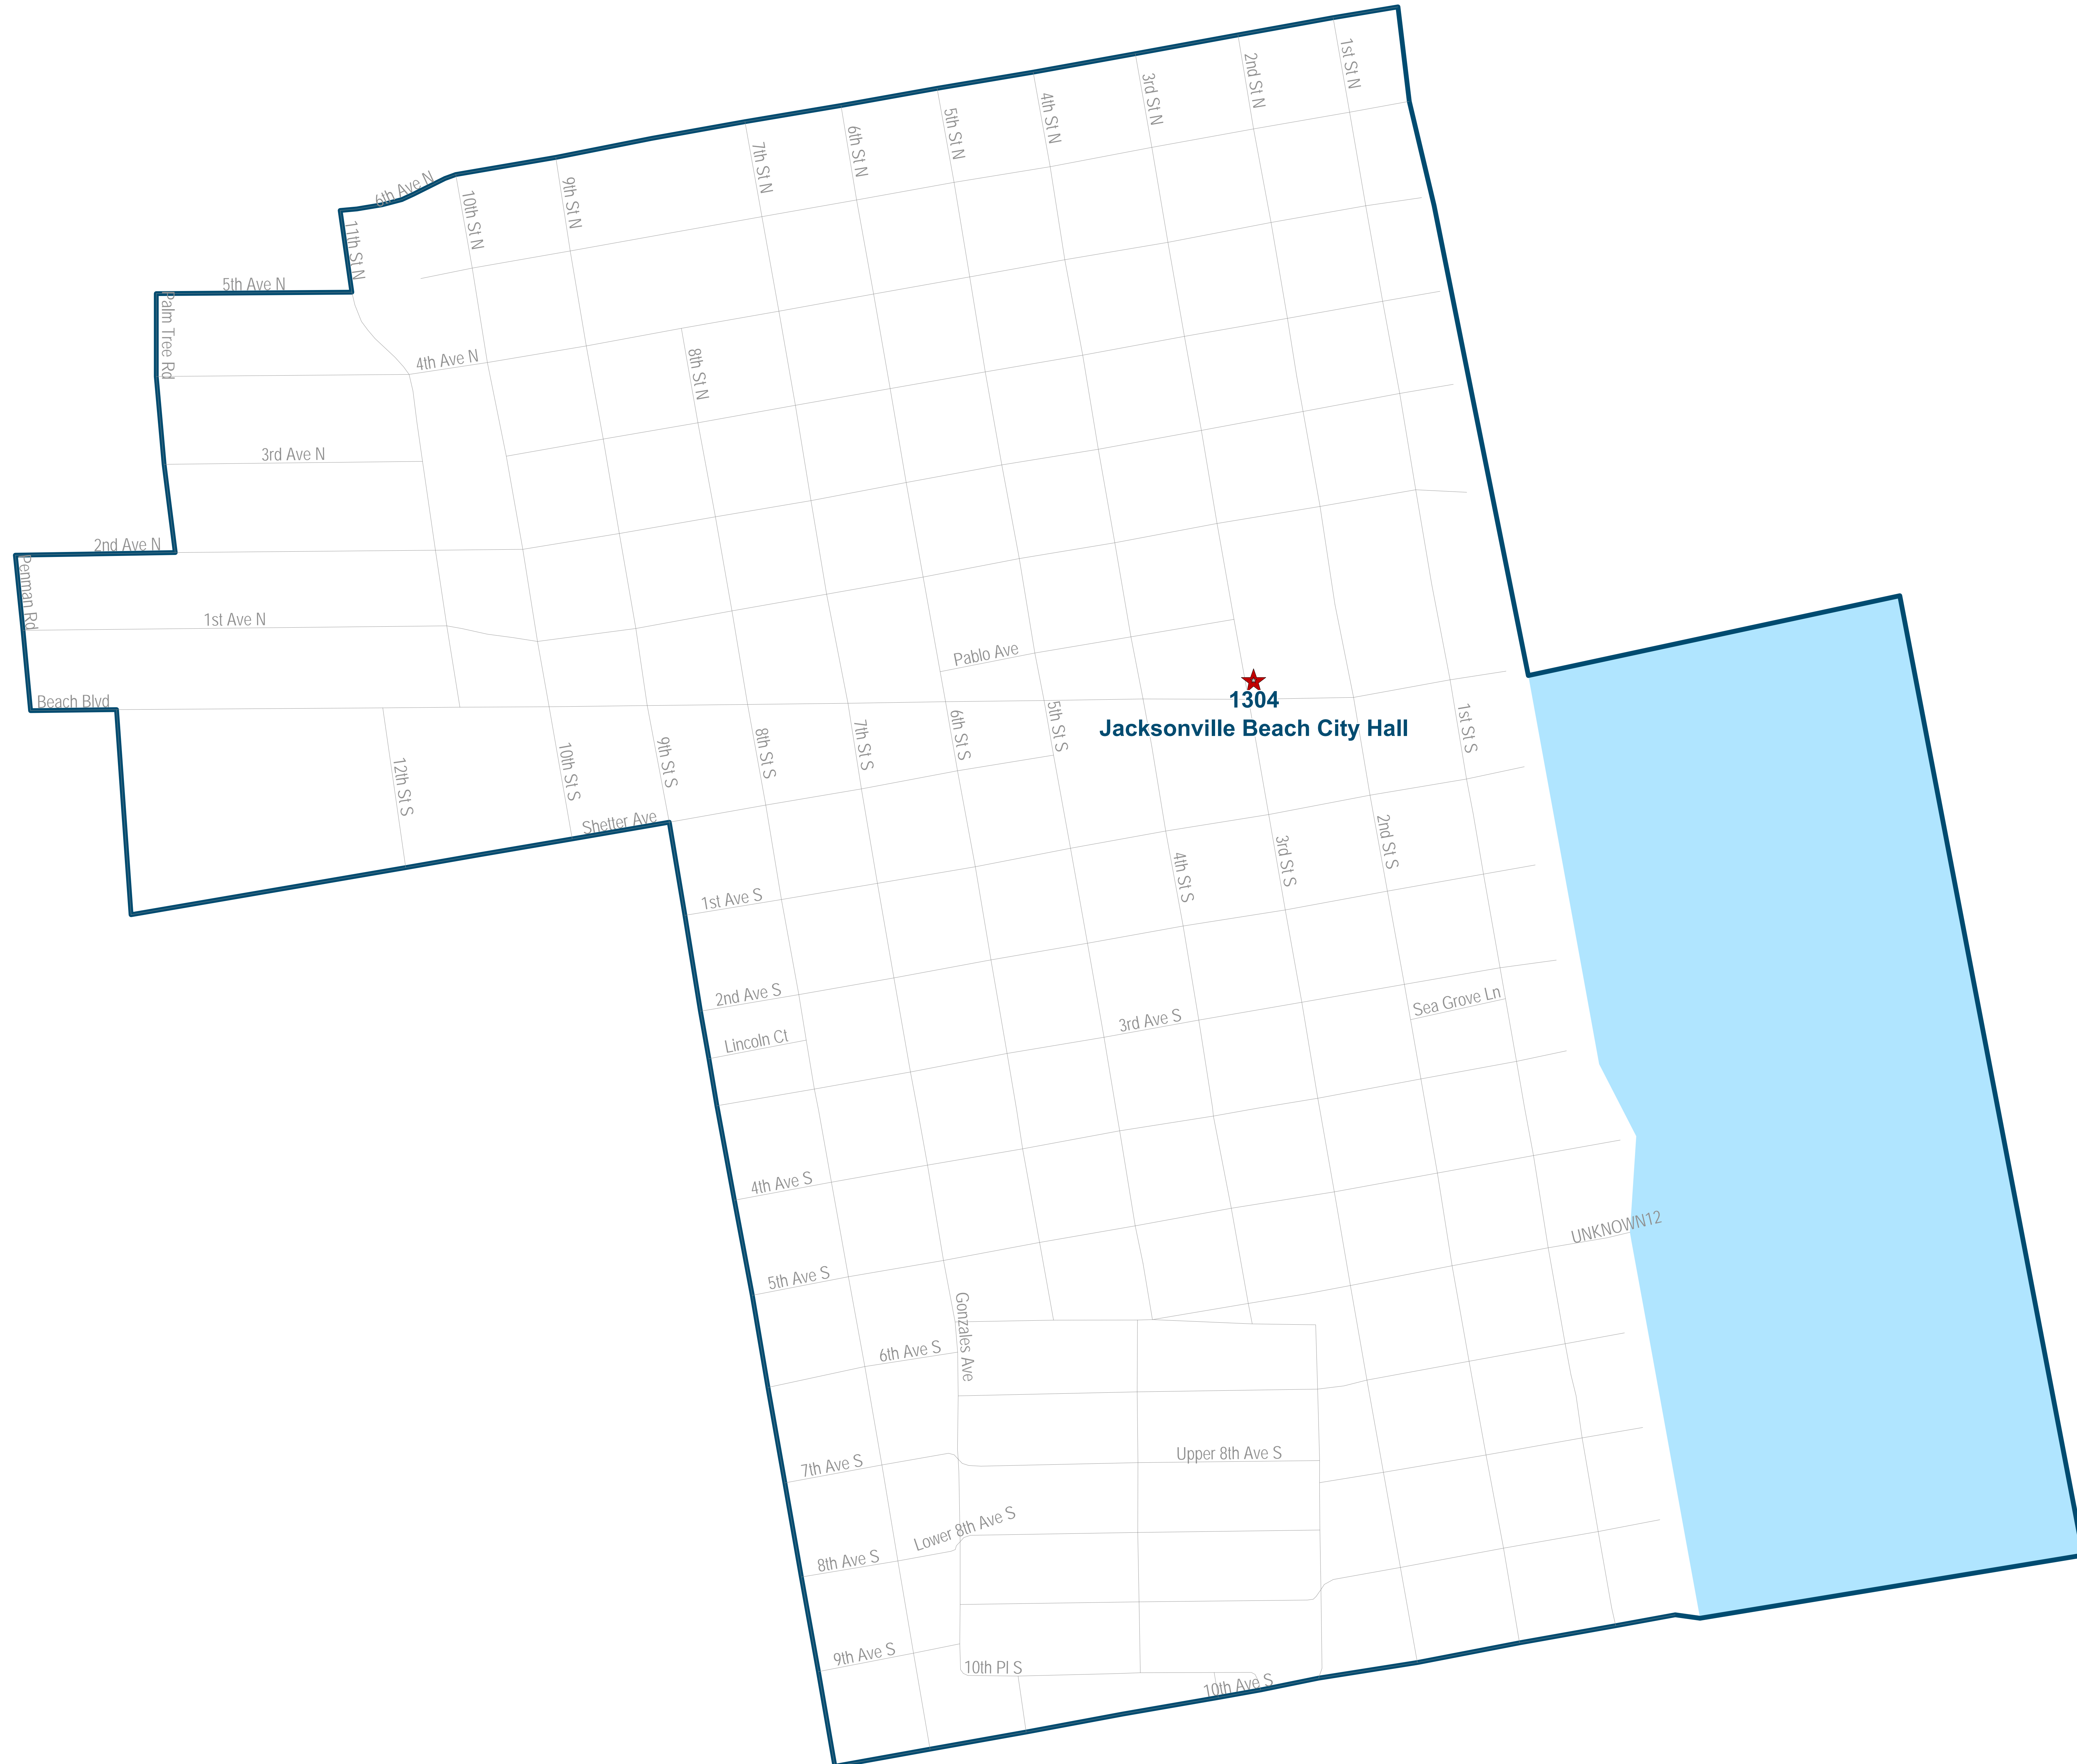 1st St N
2nd St N
3rd St N
4th St N
5th St N
6th St N
7th St N
9th St N
6th Ave N
10th St N
11th St N
5th Ave N
Palm Tree Rd
4th Ave N
8th St N
3rd Ave N
2nd Ave N
Penman Rd
1st Ave N
Pablo Ave
Beach Blvd
1304
Jacksonville Beach City Hall
12th St S
10th St S
9th St S
8th St S
7th St S
6th St S
5th St S
1st St S
Shetter Ave
4th St S
3rd St S
2nd St S
1st Ave S
2nd Ave S
Lincoln Ct
3rd Ave S
Sea Grove Ln
4th Ave S
UNKNOWN12
5th Ave S
Gonzales Ave
6th Ave S
7th Ave S
Upper 8th Ave S
Lower 8th Ave S
8th Ave S
9th Ave S
10th Pl S
10th Ave S